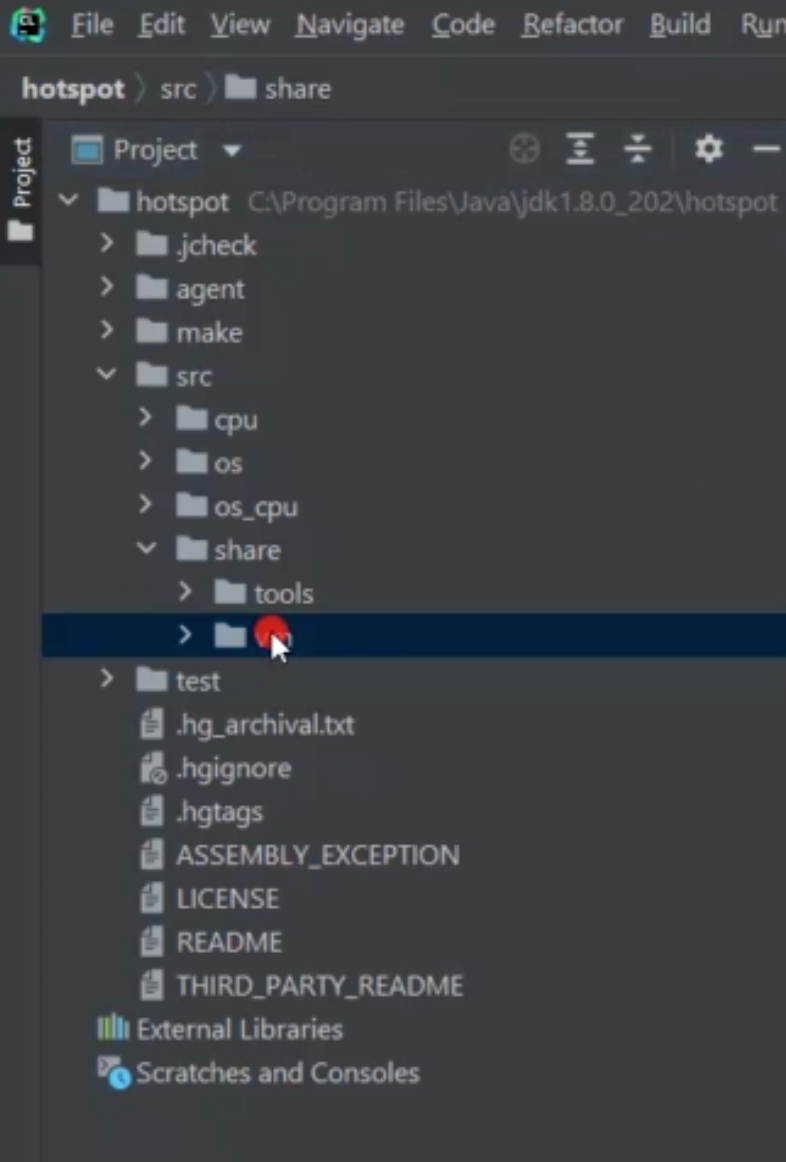 File Edit View Navigate Code Refactor Build Run
hotspot src share
Project
Project
hotspot C:\Program Files\Java\jdk1.8.0_202\hotspot
.jcheck
agent
make
src
cpu
os
os_cpu
share
tools
test
.hg_archival.txt
.hgignore
.hgtags
ASSEMBLY_EXCEPTION
LICENSE
README
THIRD_PARTY_README
External Libraries
Scratches and Consoles